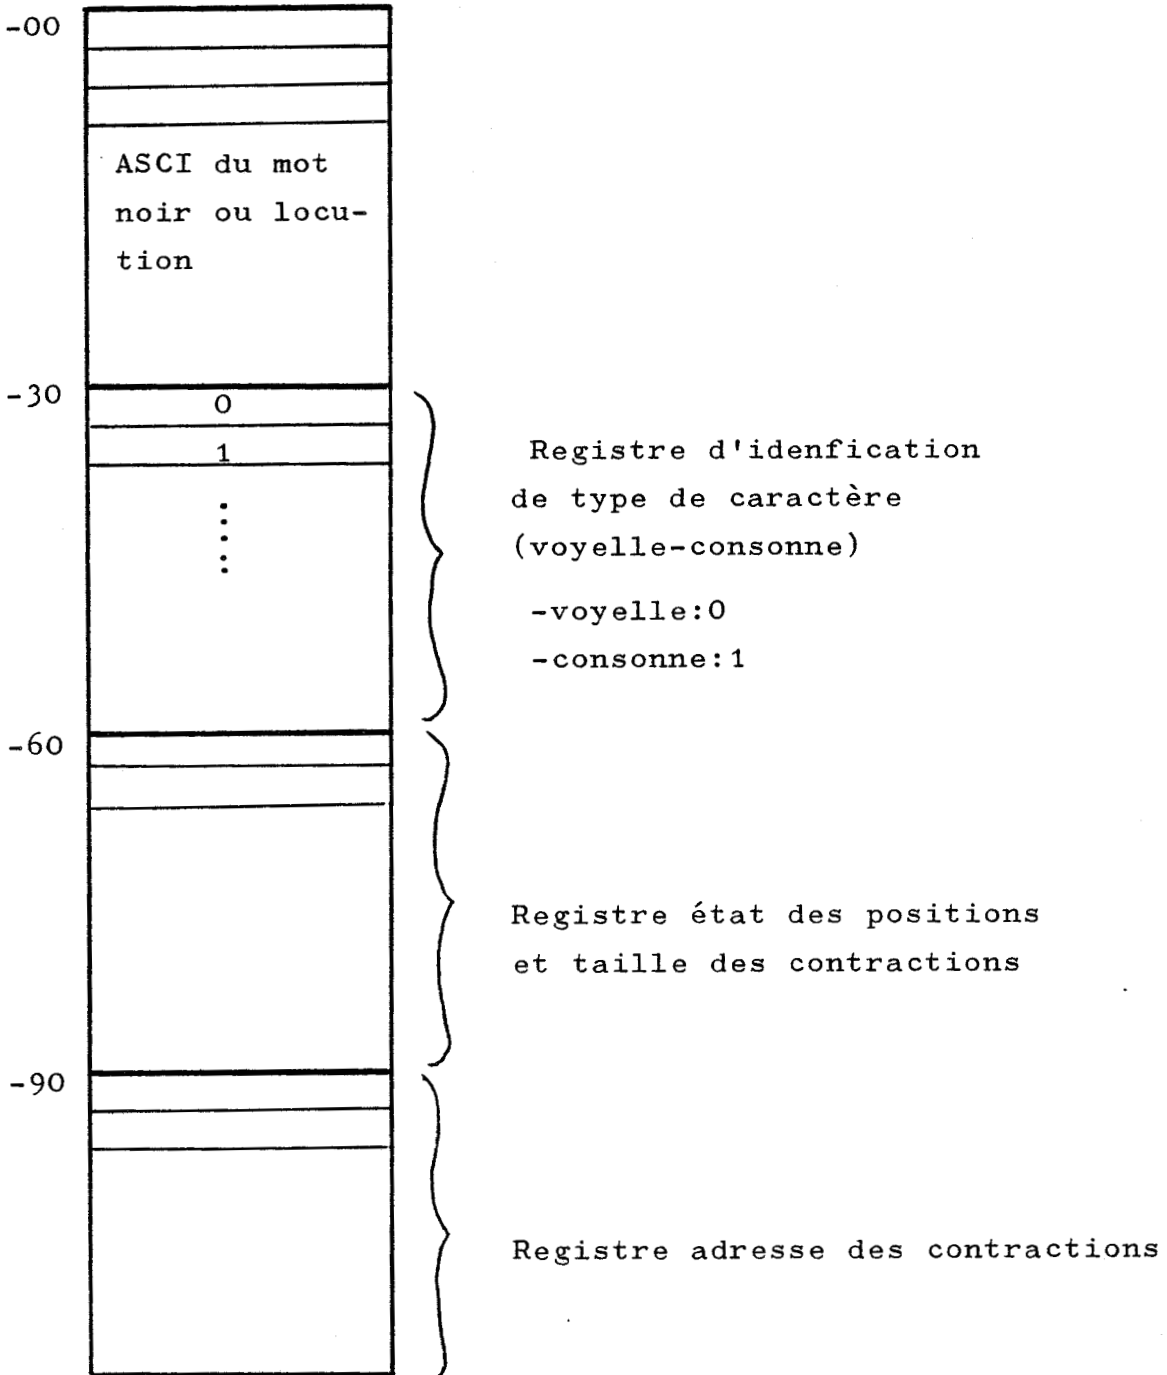 -00
ASCI du mot
noir ou locu-
tion
-30
0
1
Registre d'idenfication
de type de caractère
(voyelle-consonne)
-voyelle:0
-consonne:1
-60
Registre état des positions
et taille des contractions
-90
Registre adresse des contractions